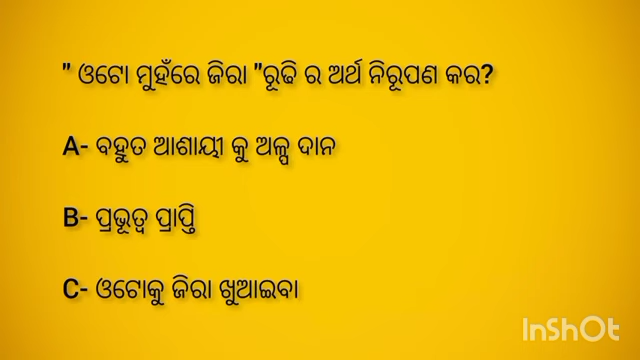 " ଓଟୋ ମୁହଁରେ ଜିରା "ରୂଢି ର ଅର୍ଥ ନିରୂପଣ କର?
A- ବହୁତ ଆଶାୟୀ କୁ ଅଳ୍ପ ଦାନ
B- ପ୍ରଭୂତ୍ୱ ପ୍ରାପ୍ତି
C- ଓଟୋକୁ ଜିରା ଖୁଆଇବା
InShOt